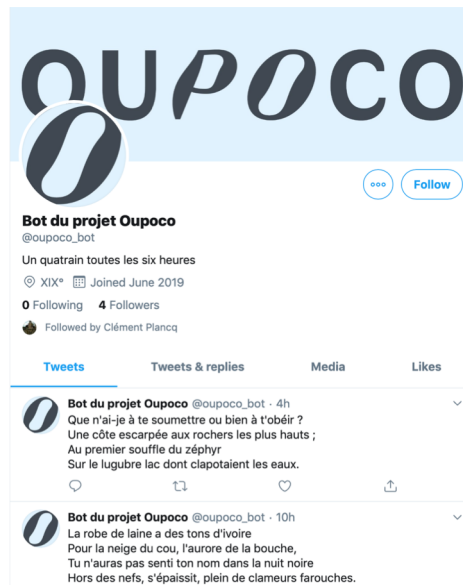 OUPOCO
Follow
Bot du projet Oupoco
@oupoco_bot
Un quatrain toutes les six heures
XIXᵉ Joined June 2019
0 Following 4 Followers
Followed by Clément Plancq
Tweets Tweets & replies Media Likes
Bot du projet Oupoco @oupoco_bot · 4h
Que n'ai-je à te soumettre ou bien à t'obéir ?
Une côte escarpée aux rochers les plus hauts ;
Au premier souffle du zéphyr
Sur le lugubre lac dont clapotaient les eaux.
Bot du projet Oupoco @oupoco_bot · 10h
La robe de laine a des tons d'ivoire
Pour la neige du cou, l'aurore de la bouche,
Tu n'auras pas senti ton nom dans la nuit noire
Hors des nefs, s'épaissit, plein de clameurs farouches.